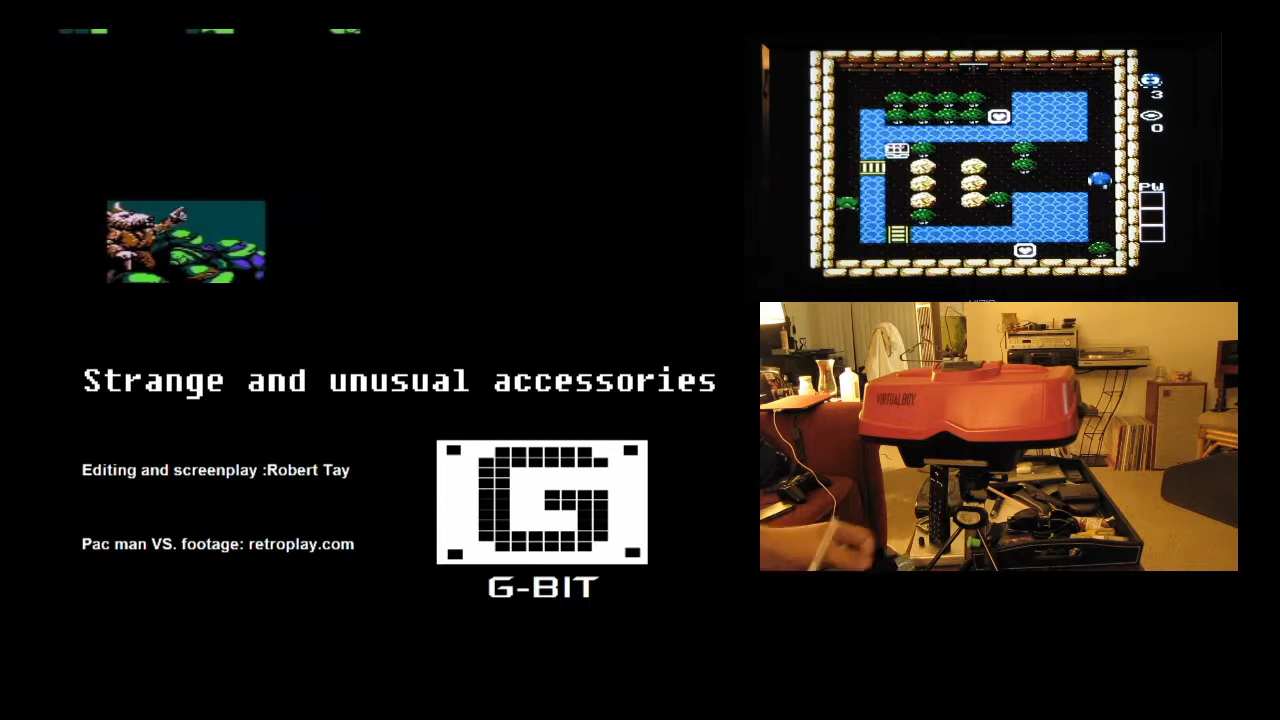 3
0
PW
VIRTUAL BOY
Strange and unusual accessories
Editing and screenplay :Robert Tay
G
Pac man VS. footage: retroplay.com
G-BIT